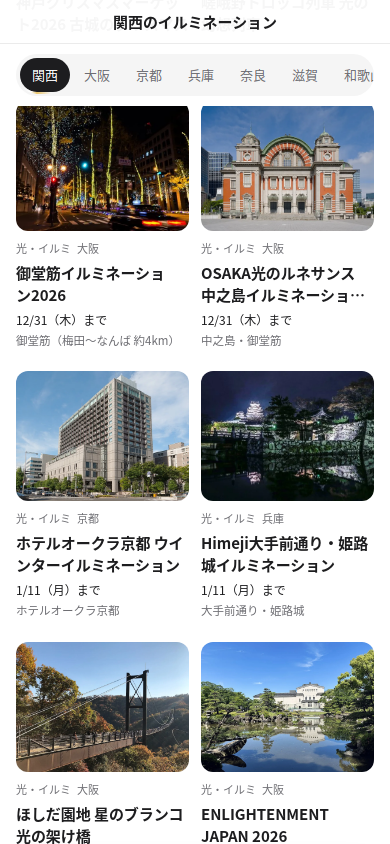 関西のイルミネーション
関西
大阪
京都
兵庫
奈良
滋賀
光・イルミ 大阪
御堂筋イルミネーショ
ン2026
12/31（木）まで
御堂筋（梅田〜なんば 約4km）
光・イルミ 大阪
OSAKA光のルネサンス
中之島イルミネーショ…
12/31（木）まで
中之島・御堂筋
光・イルミ 京都
ホテルオークラ京都 ウイ
ンターイルミネーション
1/11（月）まで
ホテルオークラ京都
光・イルミ 兵庫
Himeji大手前通り・姫路
城イルミネーション
1/11（月）まで
大手前通り・姫路城
光・イルミ 大阪
ほしだ園地 星のブランコ
光の架け橋
光・イルミ 大阪
ENLIGHTENMENT
JAPAN 2026